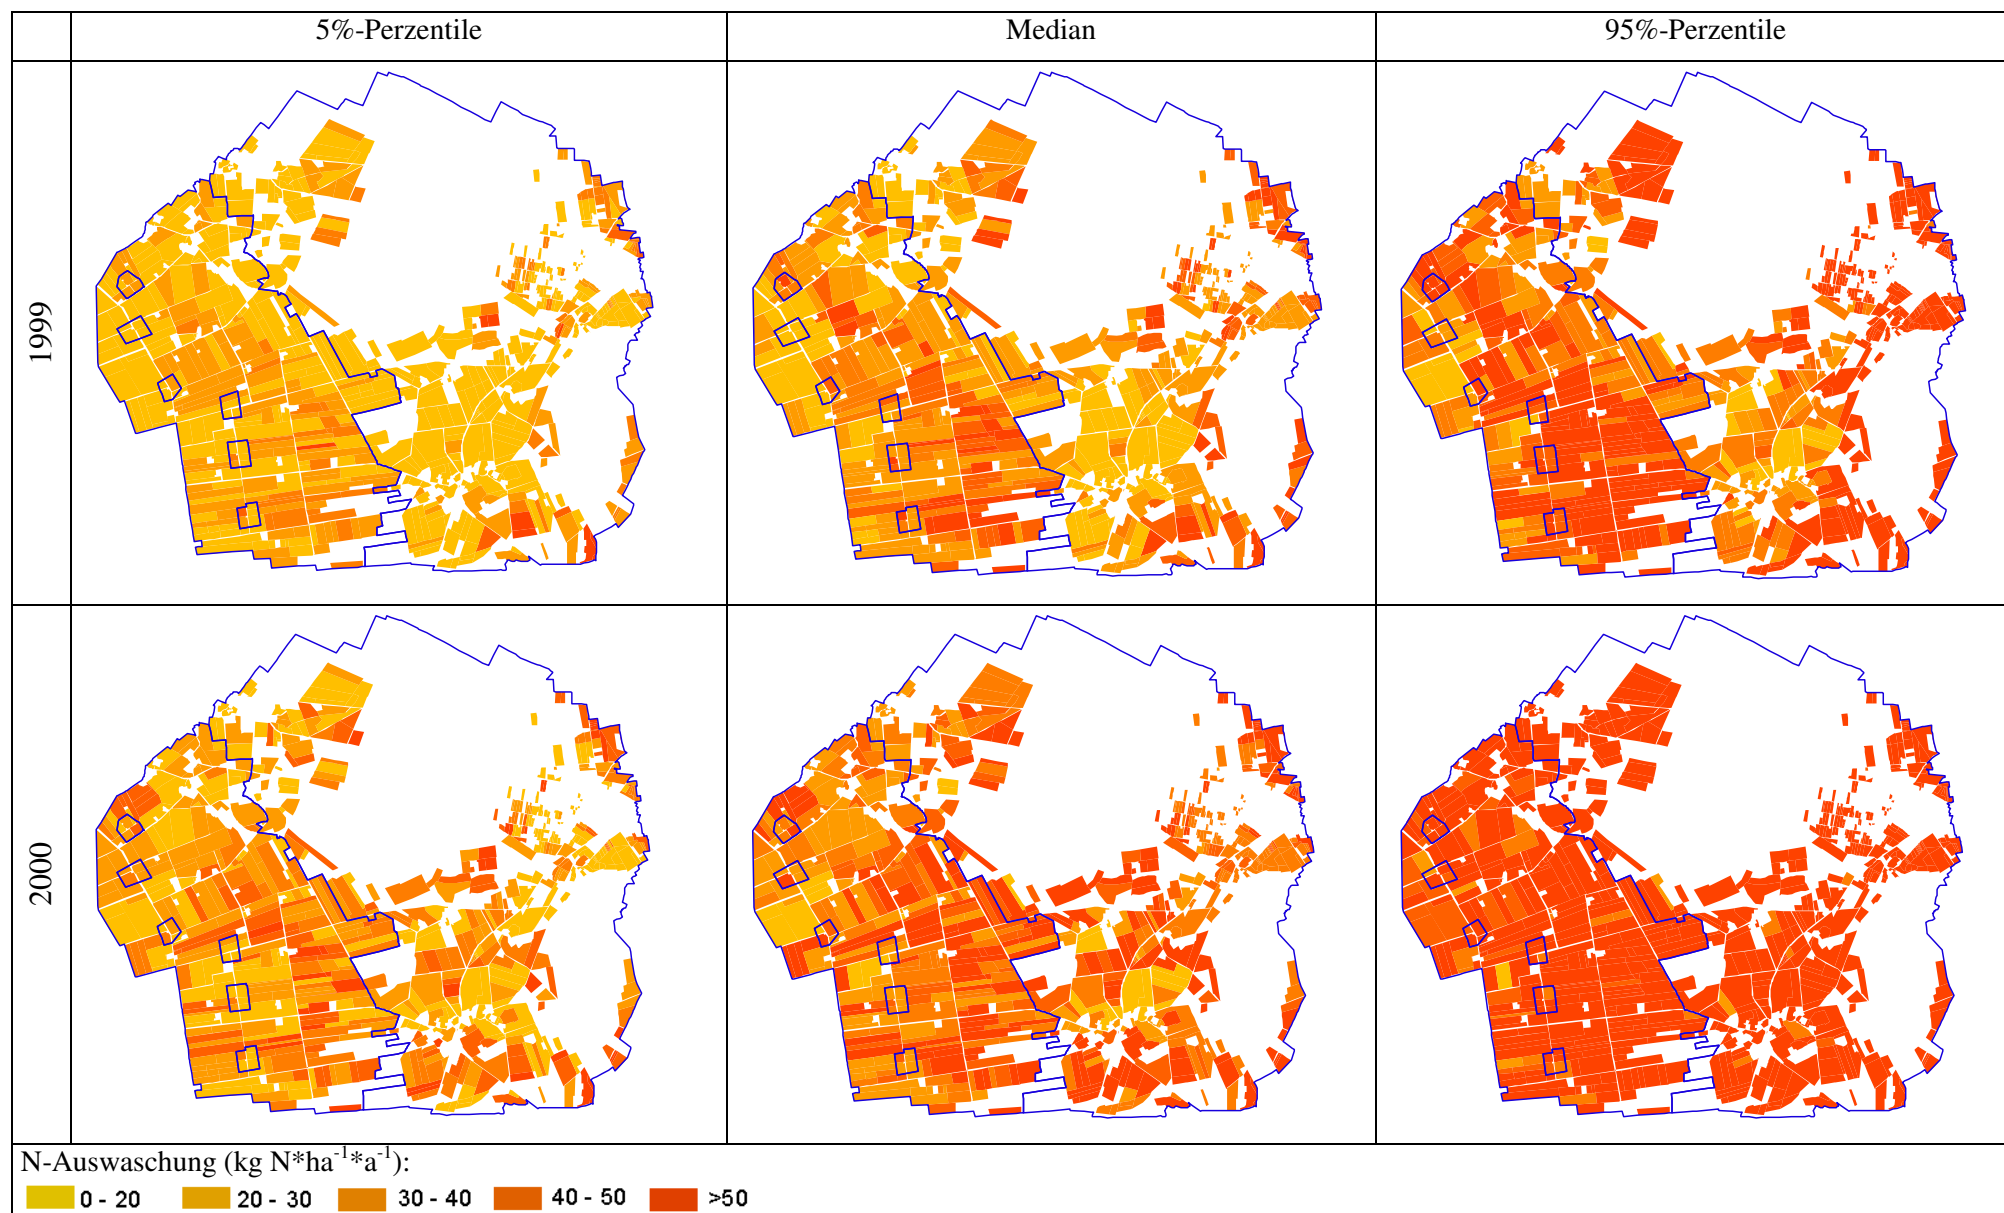 5%-Perzentile Median 95%-Perzentile
1999
2000
N-Auswaschung (kg N*ha⁻¹*a⁻¹):
0 - 20 20 - 30 30 - 40 40 - 50 >50